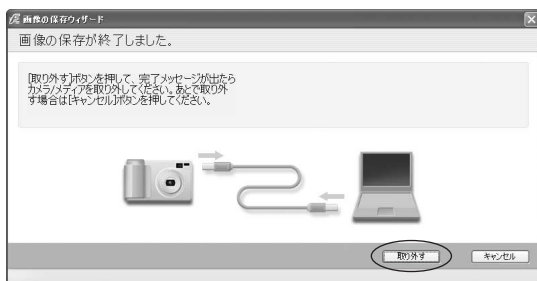 画像の保存ウィザード
画像の保存が終了しました。
[取り外す]ボタンを押して、完了メッセージが出たら
カメラ/メディアを取り外してください。あとで取り外
す場合は[キャンセル]ボタンを押してください。
取り外す
キャンセル